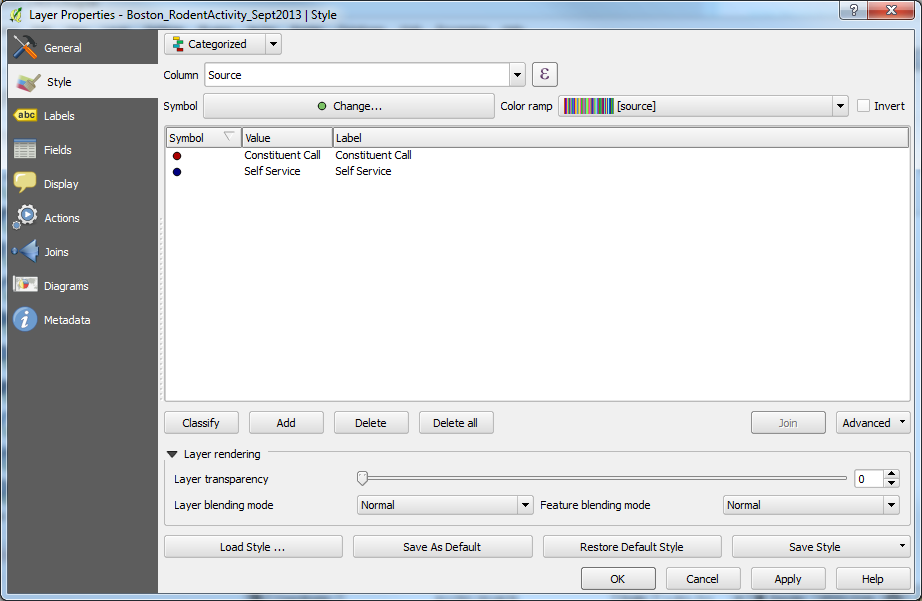 Layer Properties - Boston_RodentActivity_Sept2013 | Style
General
Style
abc Labels
Fields
Display
Actions
Joins
Diagrams
i Metadata
Categorized
Column Source ε
Symbol Change... Color ramp [source] Invert
Symbol Value Label
Constituent Call Constituent Call
Self Service Self Service
Classify Add Delete Delete all Join Advanced
Layer rendering
Layer transparency 0
Layer blending mode Normal Feature blending mode Normal
Load Style ... Save As Default Restore Default Style Save Style
OK Cancel Apply Help